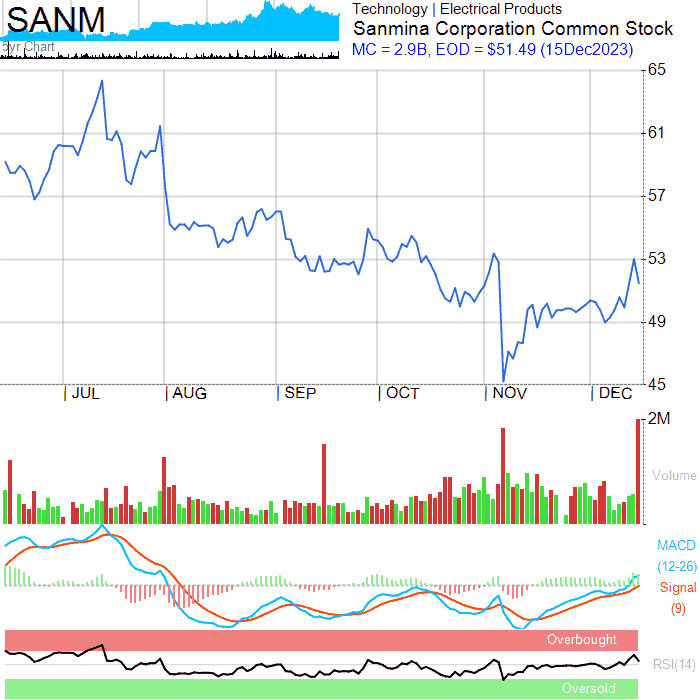 SANM
5yr Chart
Technology | Electrical Products
Sanmina Corporation Common Stock
MC = 2.9B, EOD = $51.49 (15Dec2023)
65
61
57
53
49
45
JUL AUG SEP OCT NOV DEC
2M
Volume
MACD
(12-26)
Signal
(9)
Overbought
RSI(14)
Oversold